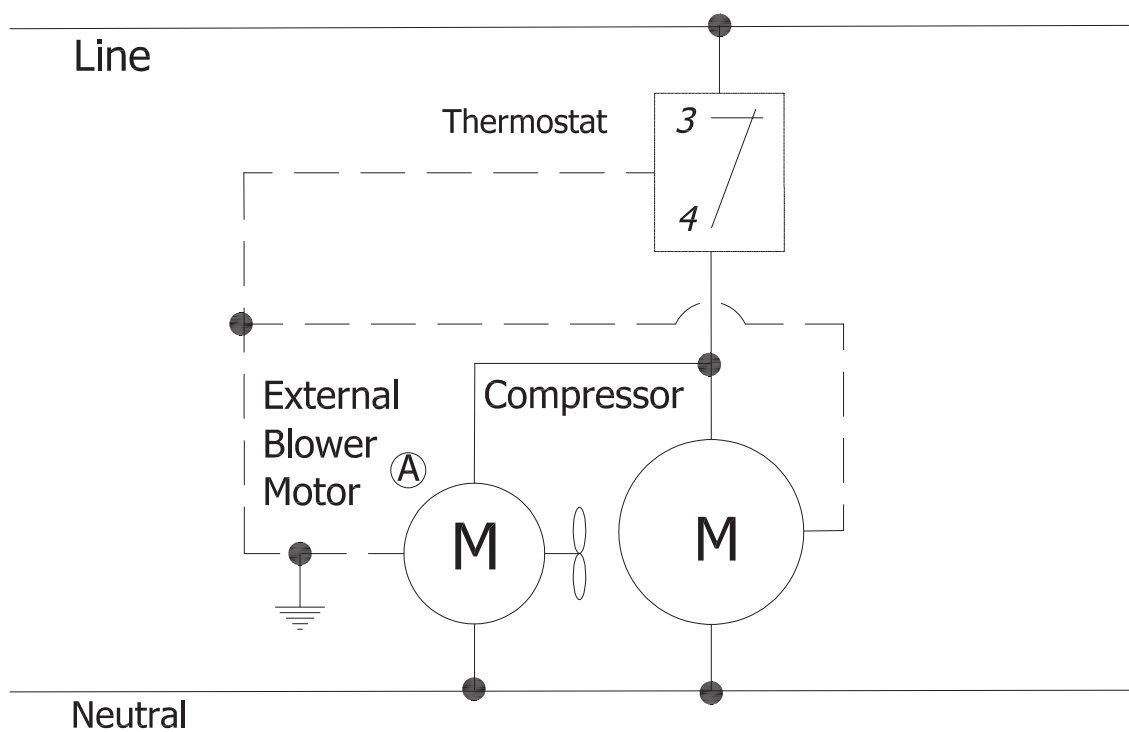 Line
Thermostat
3
4
External
Blower
Motor
A
Compressor
M
M
Neutral